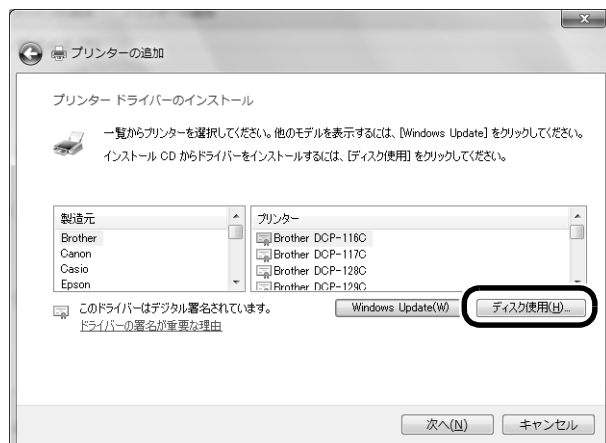 プリンターの追加
プリンター ドライバーのインストール
一覧からプリンターを選択してください。他のモデルを表示するには、[Windows Update] をクリックしてください。
インストール CD からドライバーをインストールするには、[ディスク使用] をクリックしてください。
製造元
Brother
Canon
Casio
Epson
プリンター
Brother DCP-116C
Brother DCP-117C
Brother DCP-128C
Brother DCP-129C
このドライバーはデジタル署名されています。
ドライバーの署名が重要な理由
Windows Update(W)
ディスク使用(H)...
次へ(N)
キャンセル